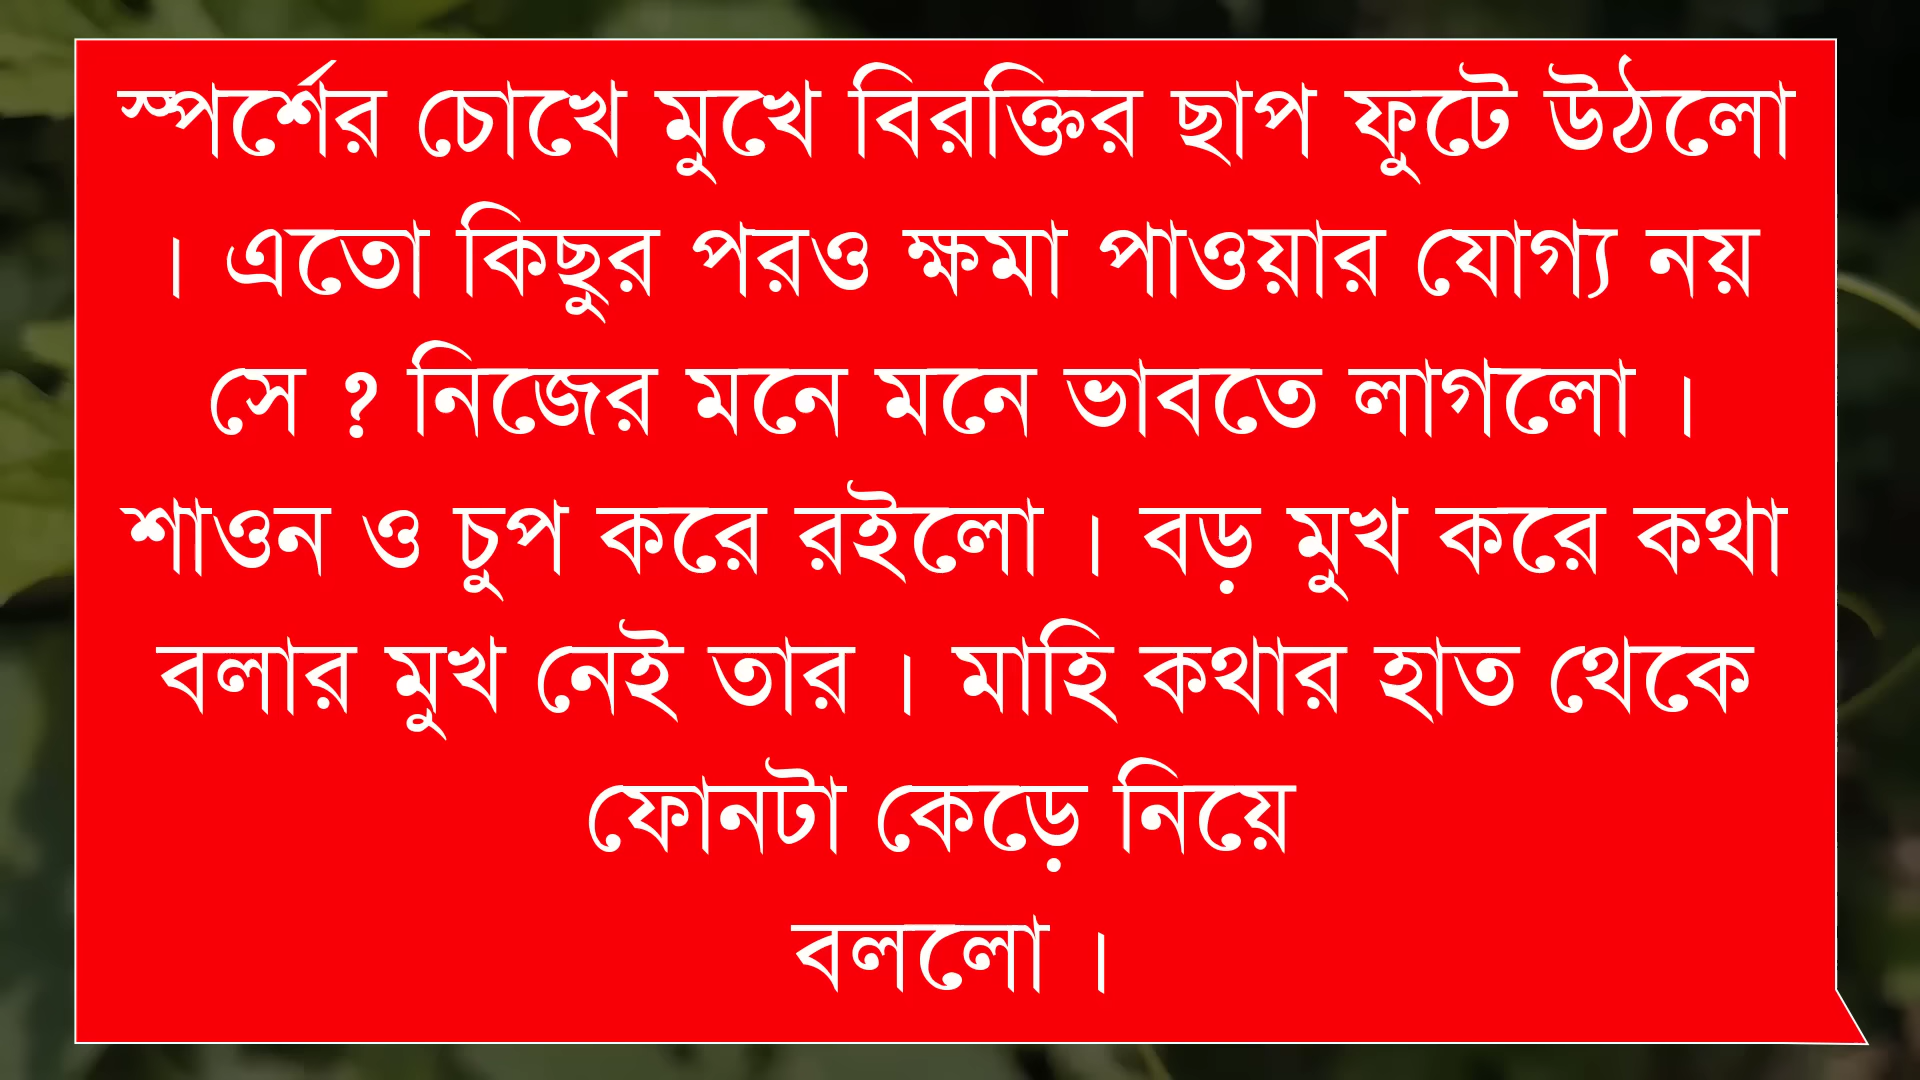 স্পর্শের চোখে মুখে বিরক্তির ছাপ ফুটে উঠলো
। এতো কিছুর পরও ক্ষমা পাওয়ার যোগ্য নয়
সে ? নিজের মনে মনে ভাবতে লাগলো ।
শাওন ও চুপ করে রইলো । বড় মুখ করে কথা
বলার মুখ নেই তার । মাহি কথার হাত থেকে
ফোনটা কেড়ে নিয়ে
বললো ।